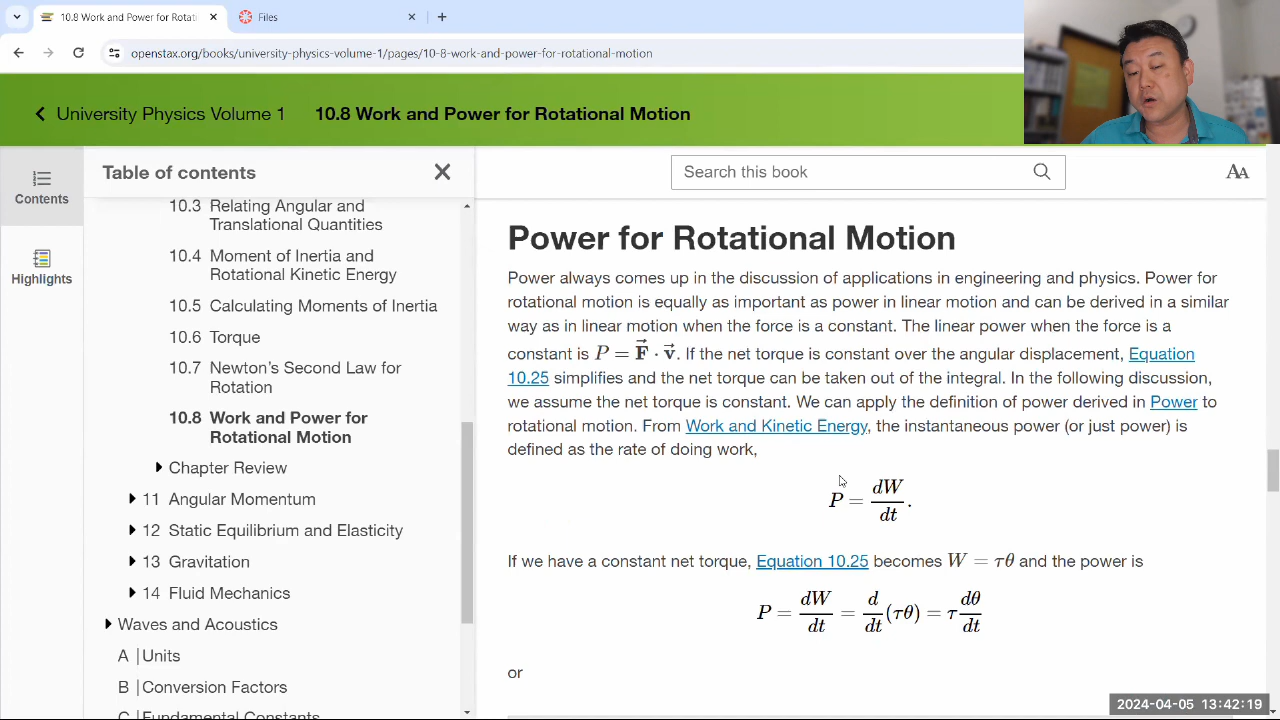 10.8 Work and Power for Rotati
Files
openstax.org/books/university-physics-volume-1/pages/10-8-work-and-power-for-rotational-motion
University Physics Volume 1
10.8 Work and Power for Rotational Motion
Contents
Highlights
Table of contents
10.3 Relating Angular and
Translational Quantities
10.4 Moment of Inertia and
Rotational Kinetic Energy
10.5 Calculating Moments of Inertia
10.6 Torque
10.7 Newton's Second Law for
Rotation
10.8 Work and Power for
Rotational Motion
Chapter Review
11 Angular Momentum
12 Static Equilibrium and Elasticity
13 Gravitation
14 Fluid Mechanics
Waves and Acoustics
A | Units
B | Conversion Factors
C | Fundamental Constants
Search this book
AA
Power for Rotational Motion
Power always comes up in the discussion of applications in engineering and physics. Power for
rotational motion is equally as important as power in linear motion and can be derived in a similar
way as in linear motion when the force is a constant. The linear power when the force is a
constant is P = F⃗ · v⃗. If the net torque is constant over the angular displacement, Equation
10.25 simplifies and the net torque can be taken out of the integral. In the following discussion,
we assume the net torque is constant. We can apply the definition of power derived in Power to
rotational motion. From Work and Kinetic Energy, the instantaneous power (or just power) is
defined as the rate of doing work,
P = dW/dt.
If we have a constant net torque, Equation 10.25 becomes W = τθ and the power is
P = dW/dt = d/dt(τθ) = τ dθ/dt
or
2024-04-05 13:42:19